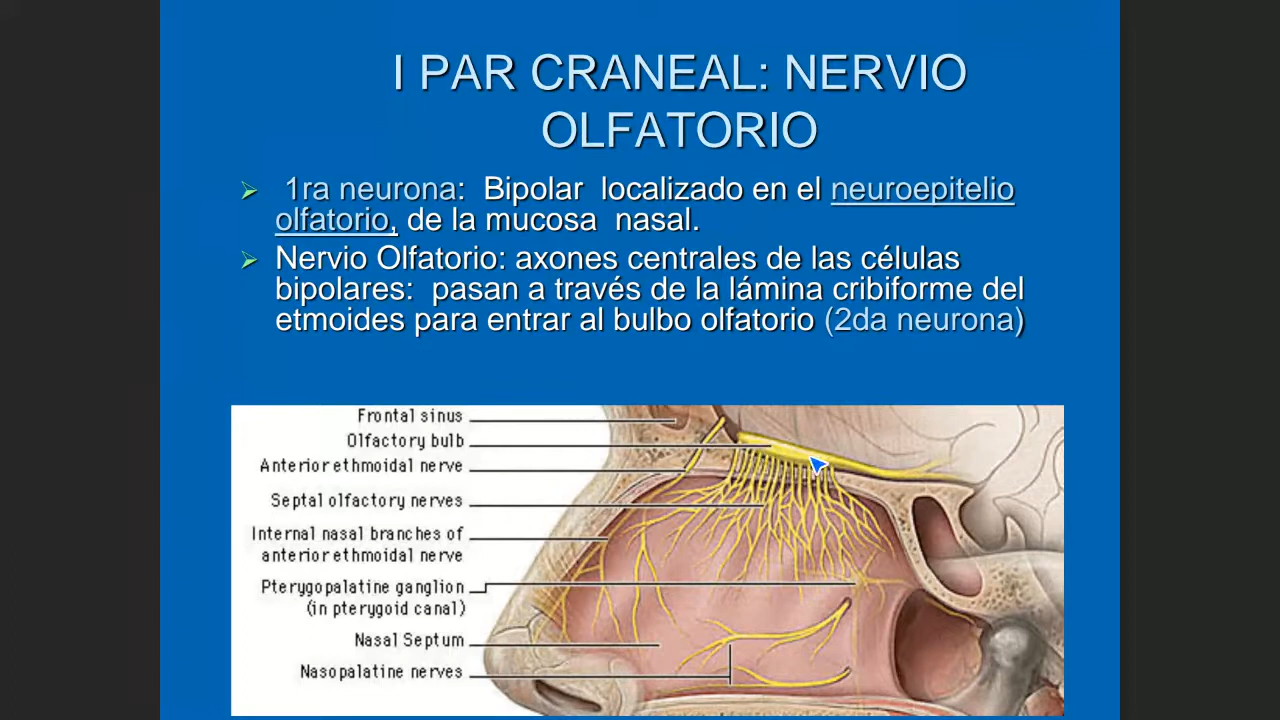 I PAR CRANEAL: NERVIO
OLFATORIO
1ra neurona: Bipolar localizado en el neuroepitelio
olfatorio, de la mucosa nasal.
Nervio Olfatorio: axones centrales de las células
bipolares: pasan a través de la lámina cribiforme del
etmoides para entrar al bulbo olfatorio (2da neurona)
Frontal sinus
Olfactory bulb
Anterior ethmoidal nerve
Septal olfactory nerves
Internal nasal branches of
anterior ethmoidal nerve
Pterygopalatine ganglion
(in pterygoid canal)
Nasal Septum
Nasopalatine nerves